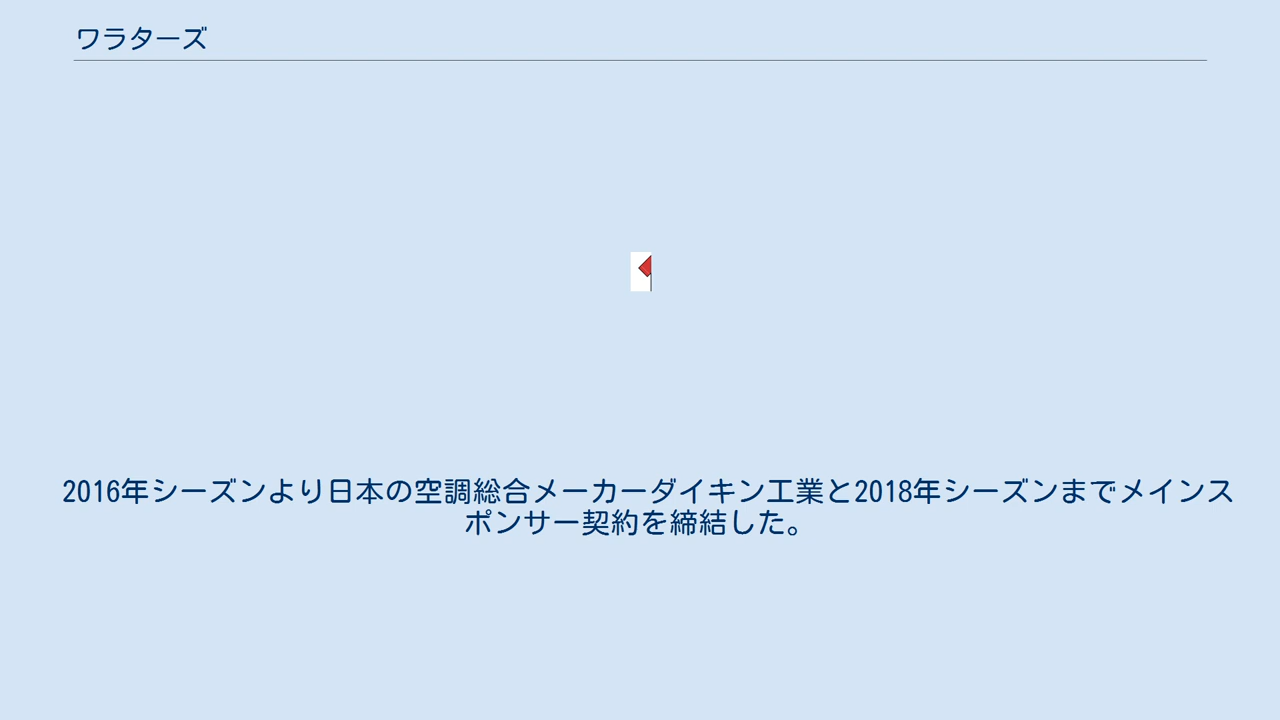 ワラターズ
2016年シーズンより日本の空調総合メーカーダイキン工業と2018年シーズンまでメインス
ポンサー契約を締結した。